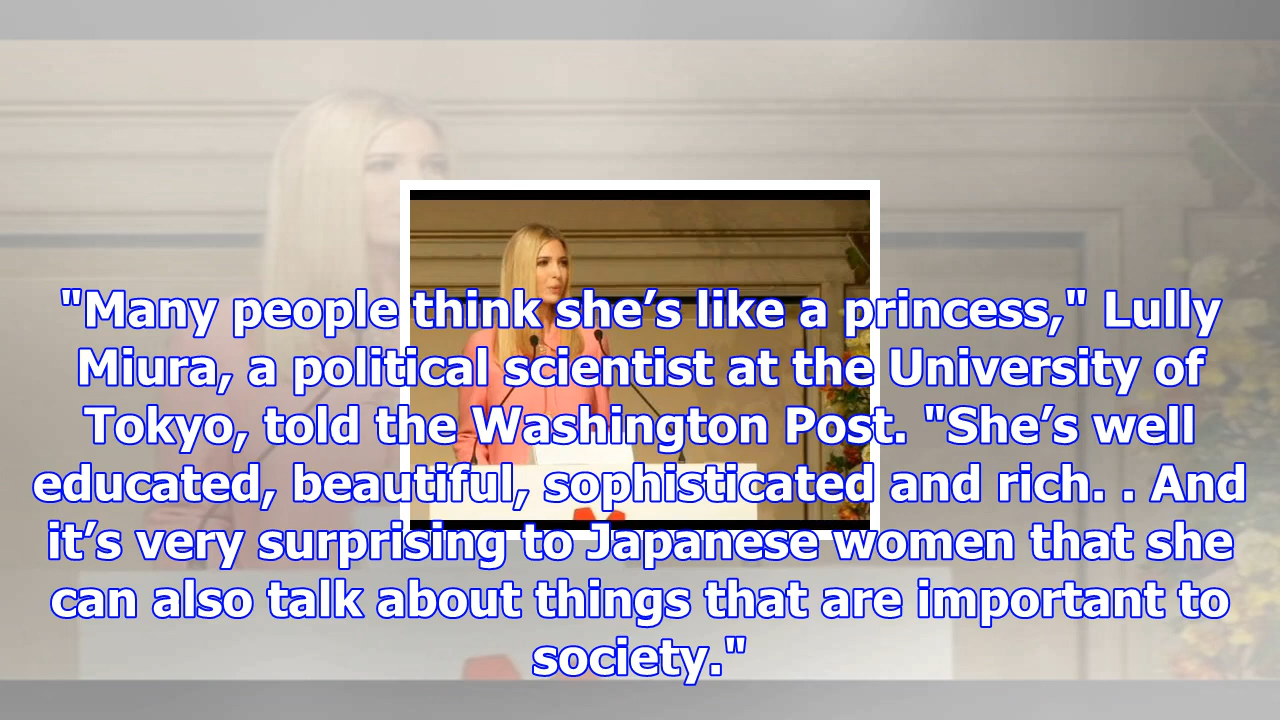 "Many people think she’s like a princess," Lully
Miura, a political scientist at the University of
Tokyo, told the Washington Post. "She’s well
educated, beautiful, sophisticated and rich. . And
it’s very surprising to Japanese women that she
can also talk about things that are important to
society."